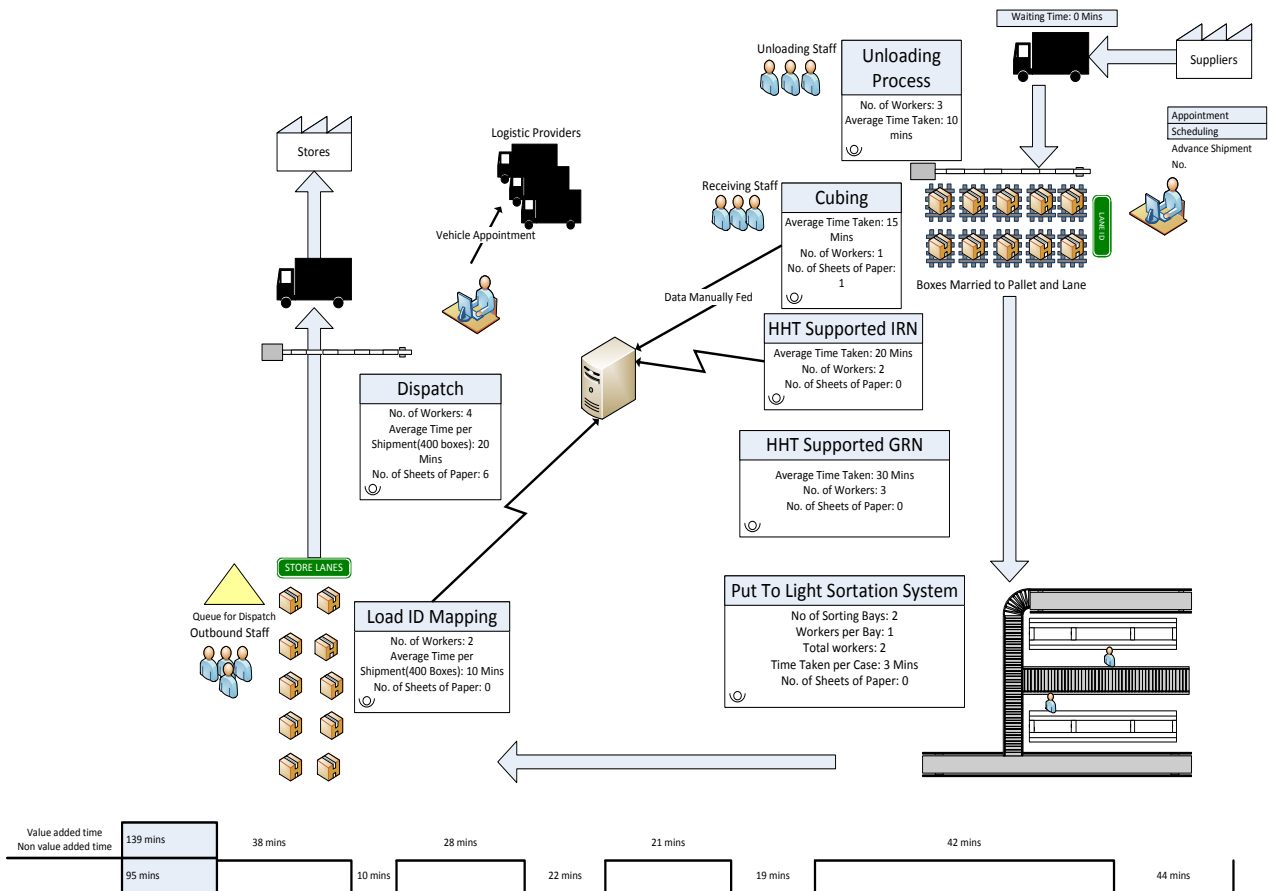 Waiting Time: 0 Mins
Suppliers
Unloading Staff
Unloading
Process
No. of Workers: 3
Average Time Taken: 10
mins
Appointment
Scheduling
Advance Shipment
No.
Stores
Logistic Providers
Vehicle Appointment
Receiving Staff
Cubing
Average Time Taken: 15
Mins
No. of Workers: 1
No. of Sheets of Paper:
1
LANE ID
Boxes Married to Pallet and Lane
Data Manually Fed
HHT Supported IRN
Average Time Taken: 20 Mins
No. of Workers: 2
No. of Sheets of Paper: 0
Dispatch
No. of Workers: 4
Average Time per
Shipment(400 boxes): 20
Mins
No. of Sheets of Paper: 6
HHT Supported GRN
Average Time Taken: 30 Mins
No. of Workers: 3
No. of Sheets of Paper: 0
STORE LANES
Queue for Dispatch
Outbound Staff
Load ID Mapping
No. of Workers: 2
Average Time per
Shipment(400 Boxes): 10 Mins
No. of Sheets of Paper: 0
Put To Light Sortation System
No of Sorting Bays: 2
Workers per Bay: 1
Total workers: 2
Time Taken per Case: 3 Mins
No. of Sheets of Paper: 0
Value added time
Non value added time
139 mins
38 mins
28 mins
21 mins
42 mins
95 mins
10 mins
22 mins
19 mins
44 mins